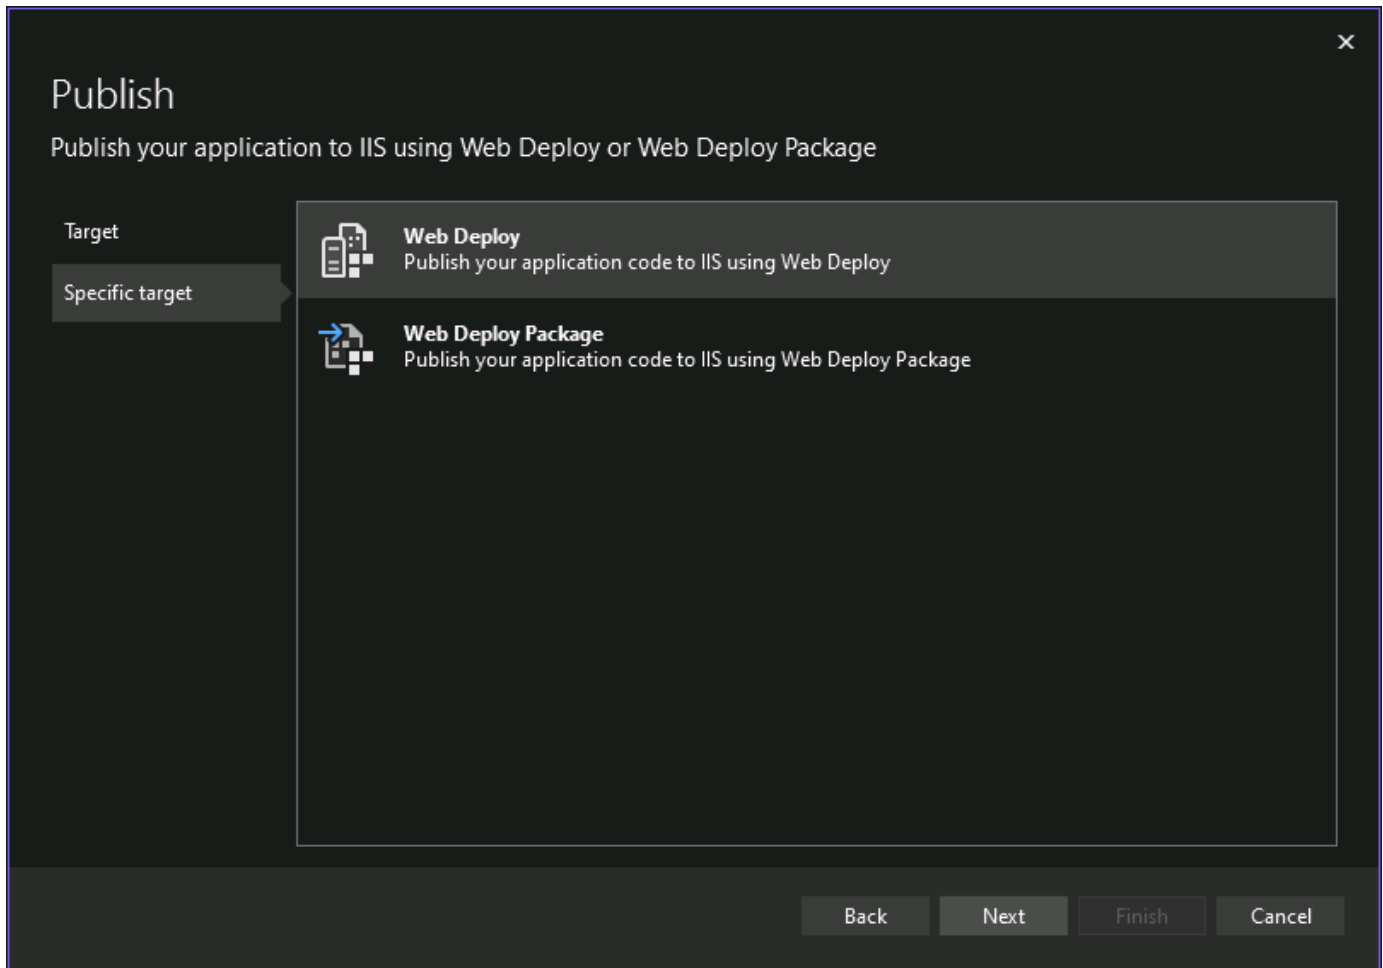 Publish
Publish your application to IIS using Web Deploy or Web Deploy Package
Target
Specific target
Web Deploy
Publish your application code to IIS using Web Deploy
Web Deploy Package
Publish your application code to IIS using Web Deploy Package
Back
Next
Finish
Cancel